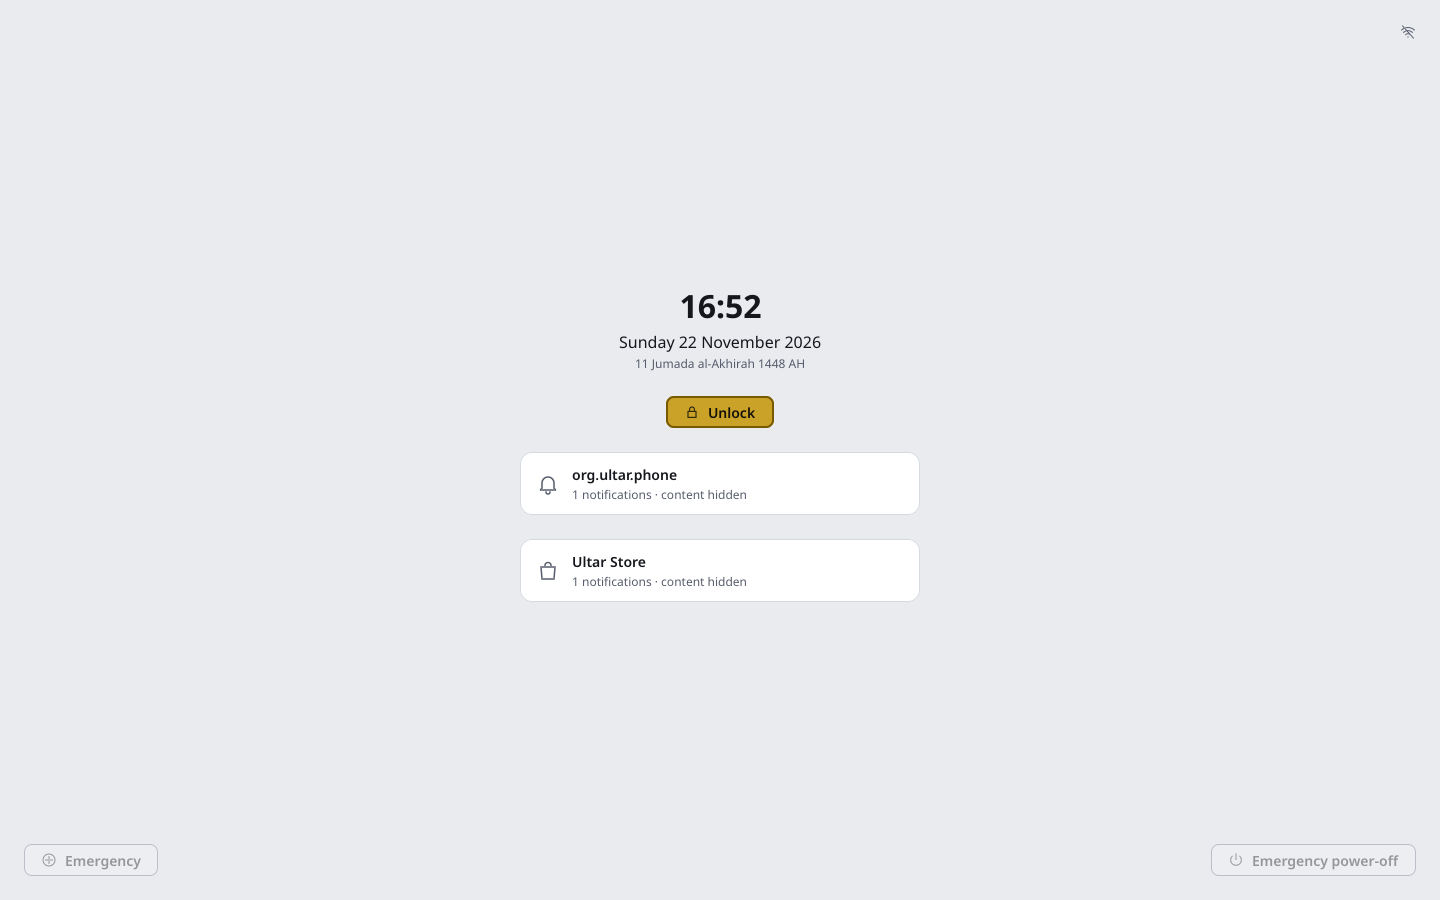 16:52
Sunday 22 November 2026
11 Jumada al-Akhirah 1448 AH
Unlock
org.ultar.phone
1 notifications · content hidden
Ultar Store
1 notifications · content hidden
Emergency
Emergency power-off